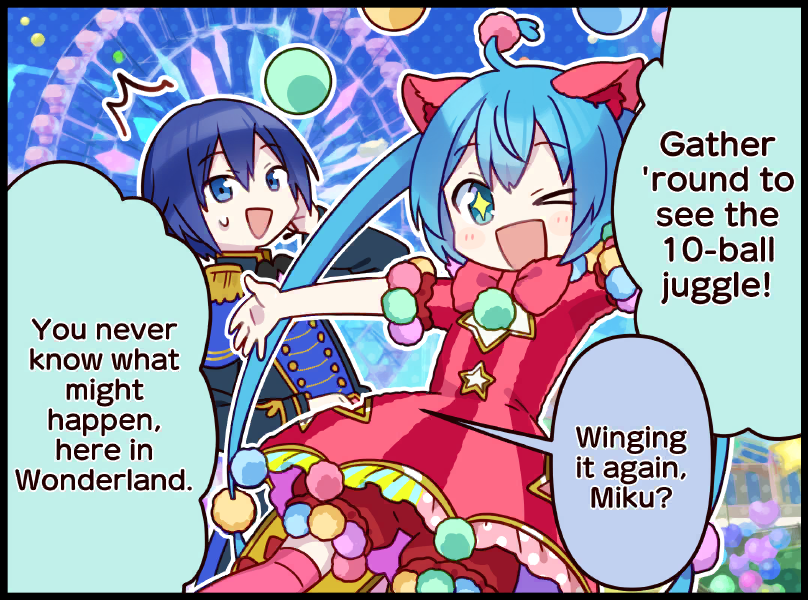 Gather
'round to
see the
10-ball
juggle!
You never
know what
might
happen,
here in
Wonderland.
Winging
it again,
Miku?